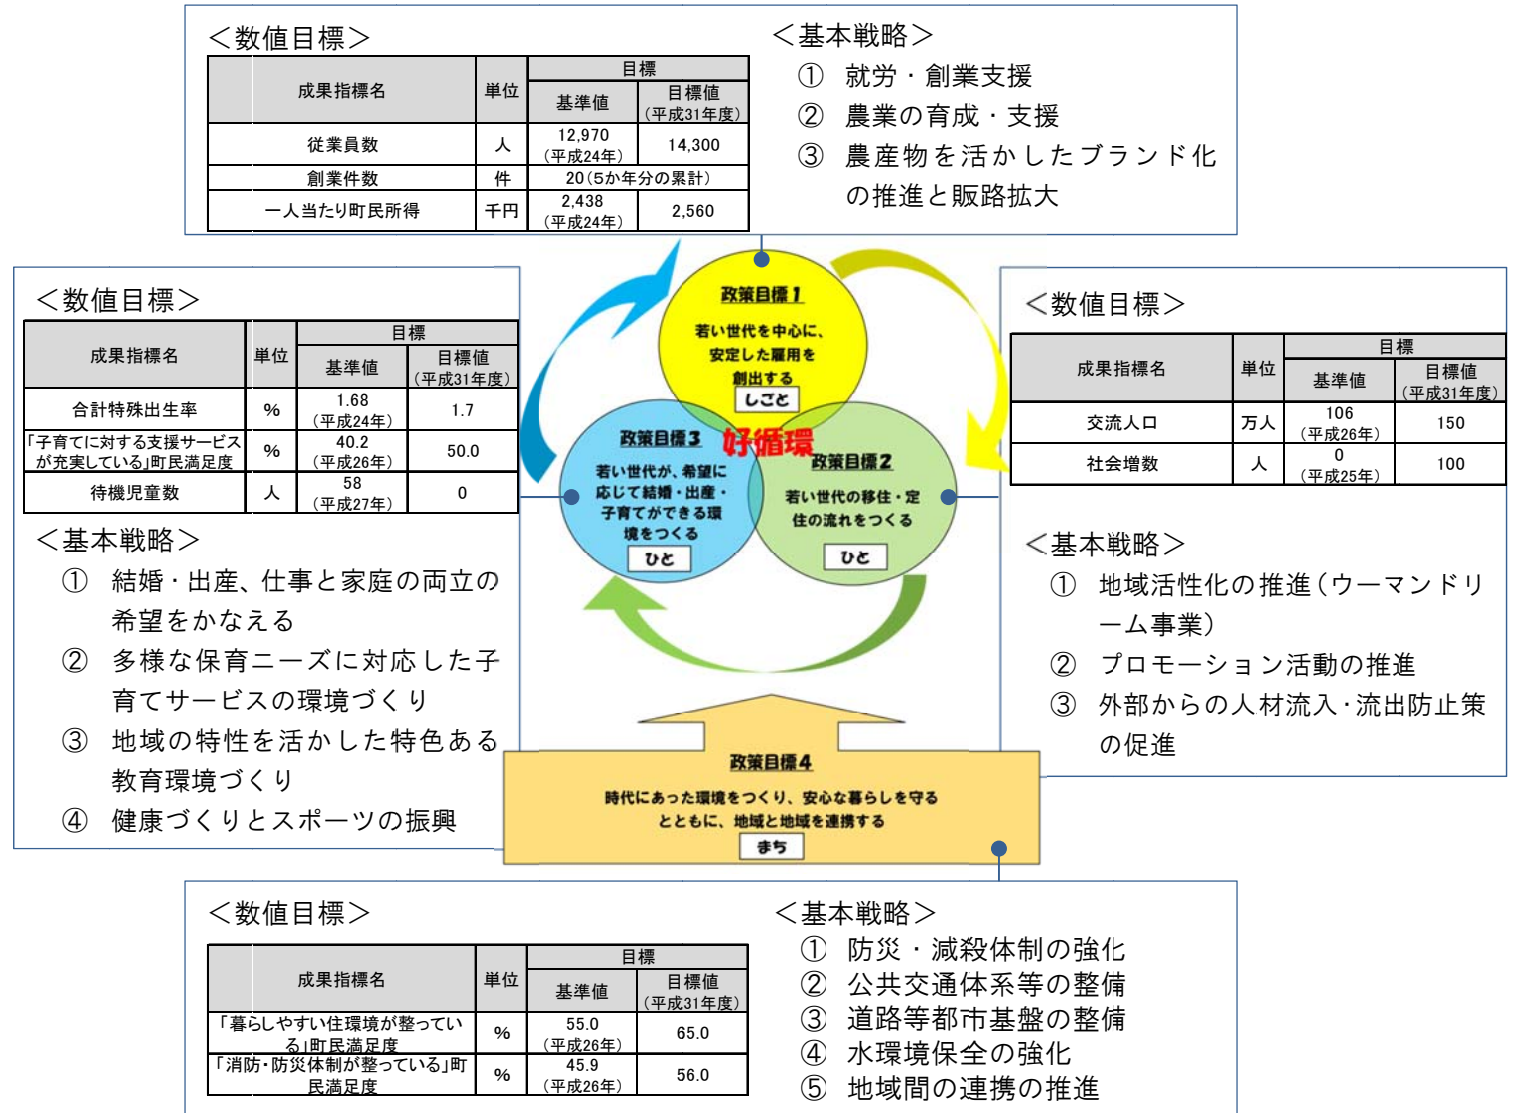 ＜数値目標＞
成果指標名 単位 目標
基準値 目標値
（平成31年度）
従業員数 人 12,970
（平成24年） 14,300
創業件数 件 20（5か年分の累計）
一人当たり町民所得 千円 2,438
（平成24年） 2,560
＜基本戦略＞
① 就労・創業支援
② 農業の育成・支援
③ 農産物を活かしたブランド化
の推進と販路拡大
＜数値目標＞
成果指標名 単位 目標
基準値 目標値
（平成31年度）
合計特殊出生率 % 1.68
（平成24年） 1.7
「子育てに対する支援サービス
が充実している」町民満足度 % 40.2
（平成26年） 50.0
待機児童数 人 58
（平成27年） 0
＜基本戦略＞
① 結婚・出産、仕事と家庭の両立の
希望をかなえる
② 多様な保育ニーズに対応した子
育てサービスの環境づくり
③ 地域の特性を活かした特色ある
教育環境づくり
④ 健康づくりとスポーツの振興
政策目標1
若い世代を中心に、
安定した雇用を
創出する
しごと
好循環
政策目標3
若い世代が、希望に
応じて結婚・出産・
子育てができる環
境をつくる
ひと
政策目標2
若い世代の移住・定
住の流れをつくる
ひと
＜数値目標＞
成果指標名 単位 目標
基準値 目標値
（平成31年度）
交流人口 万人 106
（平成26年） 150
社会増数 人 0
（平成25年） 100
＜基本戦略＞
① 地域活性化の推進（ウーマンドリ
ーム事業）
② プロモーション活動の推進
③ 外部からの人材流入・流出防止策
の促進
政策目標4
時代にあった環境をつくり、安心な暮らしを守る
とともに、地域と地域を連携する
まち
＜数値目標＞
成果指標名 単位 目標
基準値 目標値
（平成31年度）
「暮らしやすい住環境が整ってい
る」町民満足度 % 55.0
（平成26年） 65.0
「消防・防災体制が整っている」町
民満足度 % 45.9
（平成26年） 56.0
＜基本戦略＞
① 防災・減殺体制の強化
② 公共交通体系等の整備
③ 道路等都市基盤の整備
④ 水環境保全の強化
⑤ 地域間の連携の推進